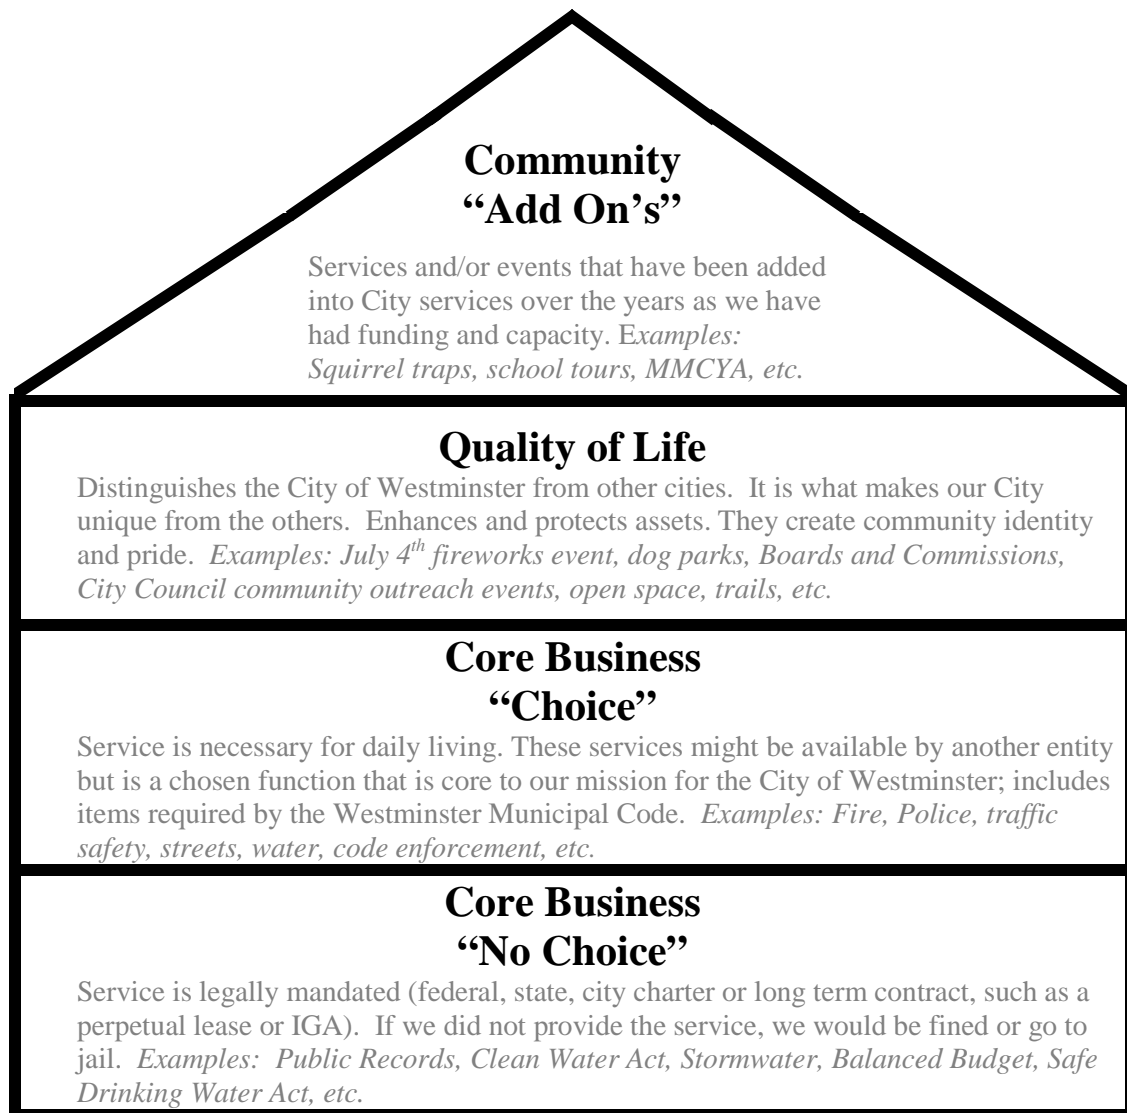 Community
“Add On’s”
Services and/or events that have been added
into City services over the years as we have
had funding and capacity. Examples:
Squirrel traps, school tours, MMCYA, etc.
Quality of Life
Distinguishes the City of Westminster from other cities.  It is what makes our City
unique from the others.  Enhances and protects assets. They create community identity
and pride.  Examples: July 4th fireworks event, dog parks, Boards and Commissions,
City Council community outreach events, open space, trails, etc.
Core Business
“Choice”
Service is necessary for daily living. These services might be available by another entity
but is a chosen function that is core to our mission for the City of Westminster; includes
items required by the Westminster Municipal Code.  Examples: Fire, Police, traffic
safety, streets, water, code enforcement, etc.
Core Business
“No Choice”
Service is legally mandated (federal, state, city charter or long term contract, such as a
perpetual lease or IGA).  If we did not provide the service, we would be fined or go to
jail.  Examples:  Public Records, Clean Water Act, Stormwater, Balanced Budget, Safe
Drinking Water Act, etc.